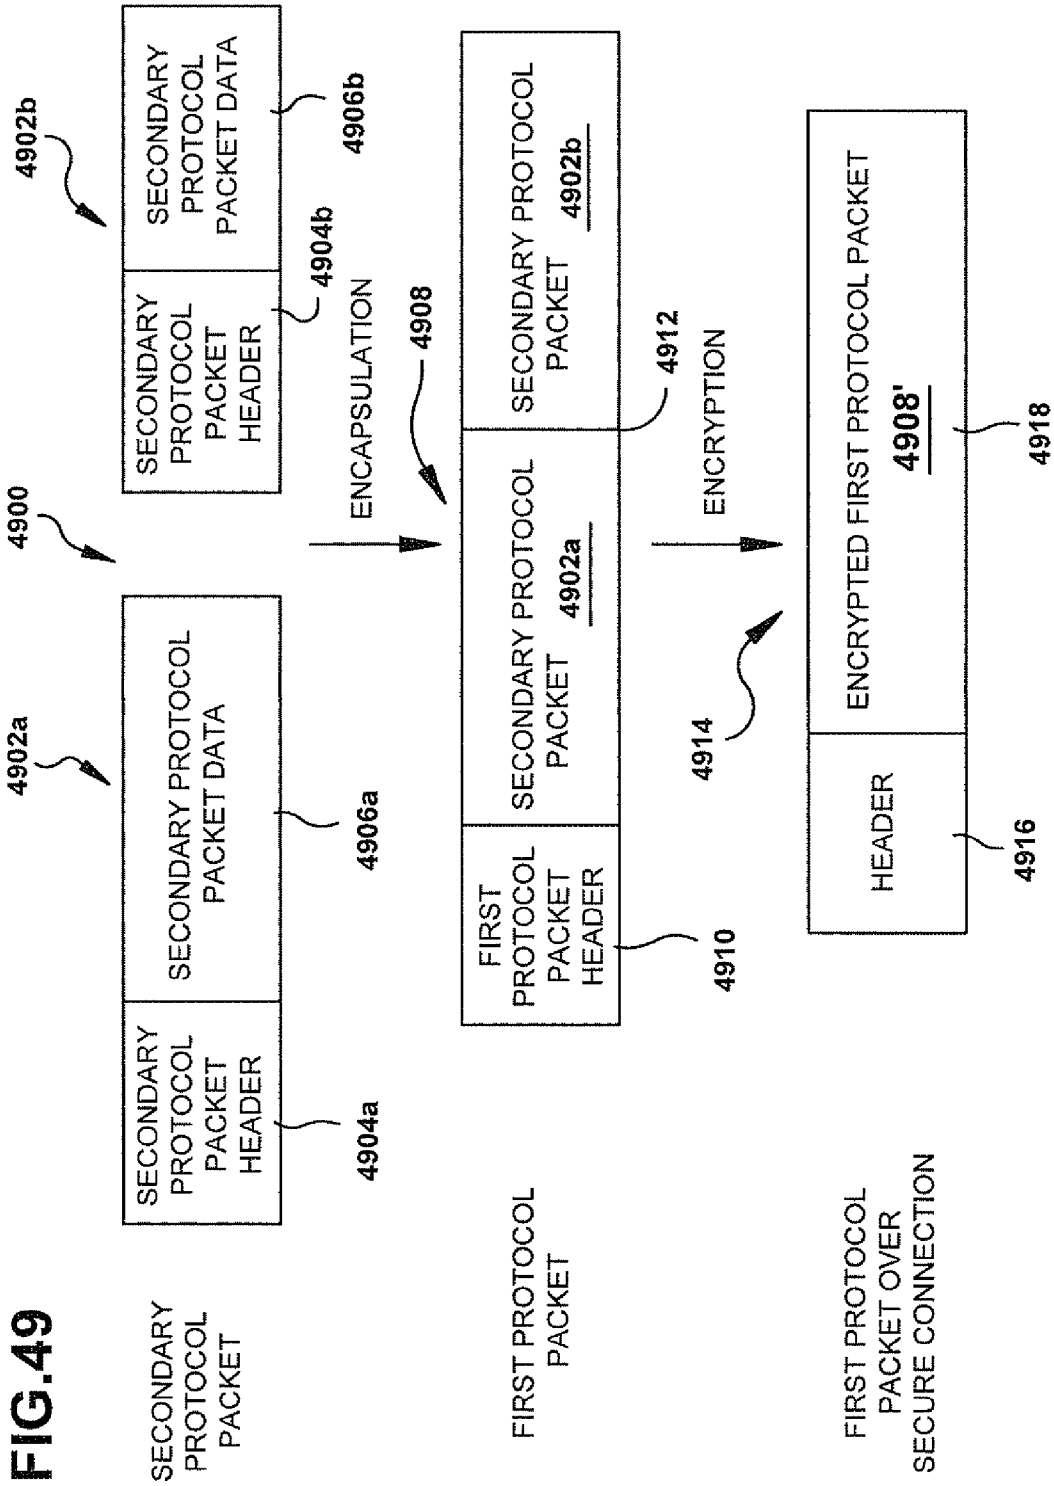 FIG.49
4900
4902a
4902b
SECONDARY
PROTOCOL
PACKET
SECONDARY
PROTOCOL
PACKET
HEADER
SECONDARY PROTOCOL
PACKET DATA
SECONDARY
PROTOCOL
PACKET
HEADER
SECONDARY
PROTOCOL
PACKET DATA
4904a
4906a
4904b
4906b
ENCAPSULATION
4908
FIRST PROTOCOL
PACKET
FIRST
PROTOCOL
PACKET
HEADER
SECONDARY PROTOCOL
PACKET
4902a
SECONDARY PROTOCOL
PACKET
4902b
4910
4912
ENCRYPTION
4914
FIRST PROTOCOL
PACKET OVER
SECURE CONNECTION
HEADER
ENCRYPTED FIRST PROTOCOL PACKET
4908'
4916
4918